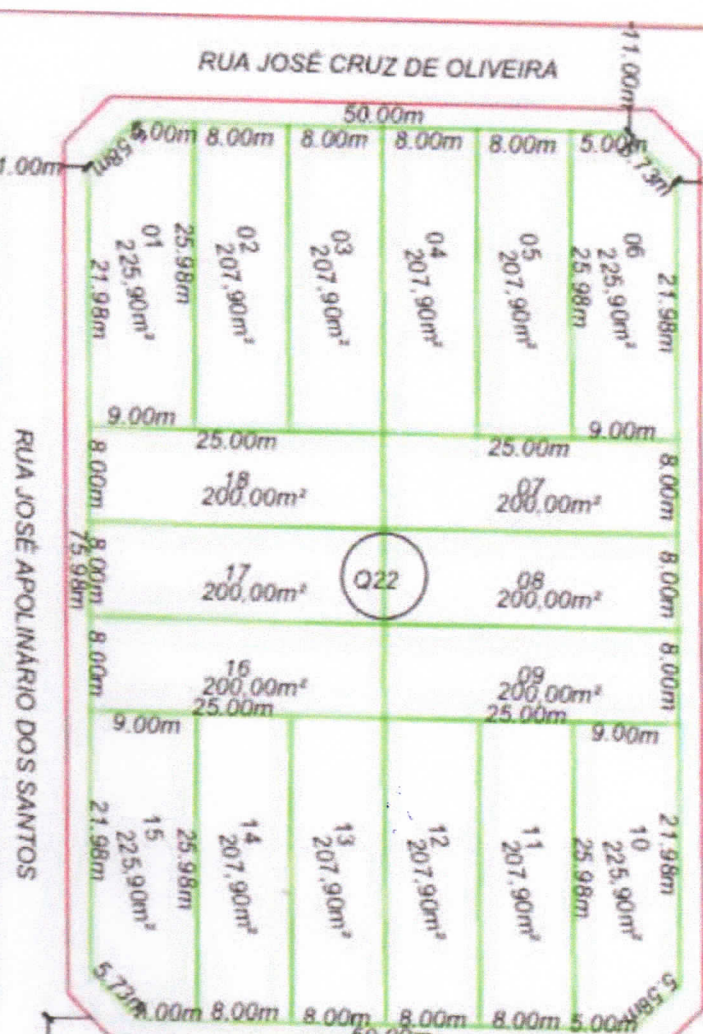 RUA JOSÉ CRUZ DE OLIVEIRA
11.00m
50.00m
1.00m
5.58m
5.00m
8.00m
8.00m
8.00m
8.00m
5.00m
5.73m
21.98m
01
225,90m²
25.98m
02
207,90m²
03
207,90m²
04
207,90m²
05
207,90m²
25.98m
06
225,90m²
21.98m
9.00m
9.00m
25.00m
25.00m
8.00m
18
200,00m²
07
200,00m²
8.00m
RUA JOSÉ APOLINÁRIO DOS SANTOS
75.98m
8.00m
17
200,00m²
Q22
08
200,00m²
8.00m
8.00m
16
200,00m²
09
200,00m²
8.00m
25.00m
25.00m
9.00m
9.00m
21.98m
15
225,90m²
25.98m
14
207,90m²
13
207,90m²
12
207,90m²
11
207,90m²
25.98m
10
225,90m²
21.98m
5.73m
8.00m
8.00m
8.00m
8.00m
5.00m
5.58m